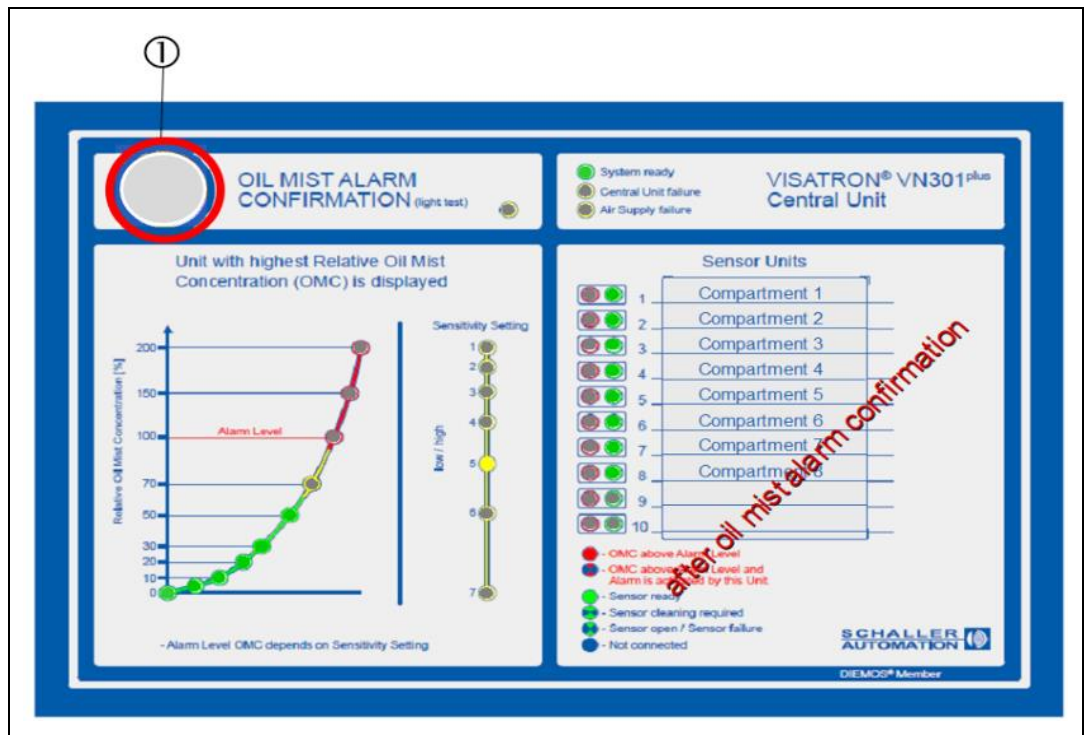 ①
OIL MIST ALARM
CONFIRMATION (light test)
System ready
Central Unit failure
Air Supply failure
VISATRON® VN301plus
Central Unit
Unit with highest Relative Oil Mist
Concentration (OMC) is displayed
Relative Oil Mist Concentration [%]
200
150
100
70
50
30
20
10
0
Alarm Level
Sensitivity Setting
low / high
1
2
3
4
5
6
7
- Alarm Level OMC depends on Sensitivity Setting
Sensor Units
1 Compartment 1
2 Compartment 2
3 Compartment 3
4 Compartment 4
5 Compartment 5
6 Compartment 6
7 Compartment 7
8 Compartment 8
9
10
after oil mist alarm confirmation
- OMC above Alarm Level
- OMC above Alarm Level and
Alarm is activated by this Unit
- Sensor ready
- Sensor cleaning required
- Sensor open / Sensor failure
- Not connected
SCHALLER
AUTOMATION
DIEMOS® Member